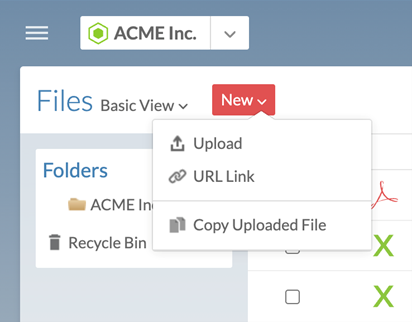 ACME Inc.
Files Basic View New
Upload
Folders
URL Link
ACME Inc
Recycle Bin
Copy Uploaded File